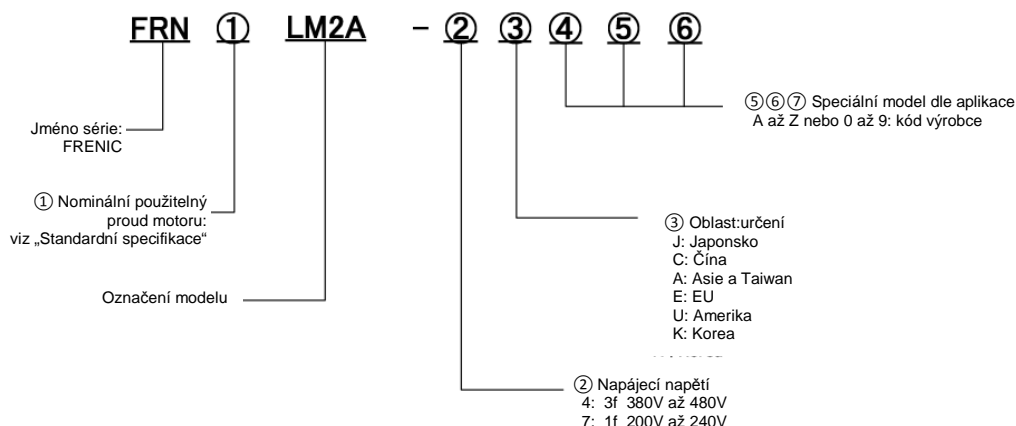 FRN ① LM2A - ② ③ ④ ⑤ ⑥
⑤⑥⑦ Speciální model dle aplikace
A až Z nebo 0 až 9: kód výrobce
Jméno série:
FRENIC
① Nominální použitelný
proud motoru:
viz „Standardní specifikace“
③ Oblast:určení
J: Japonsko
C: Čína
A: Asie a Taiwan
E: EU
U: Amerika
K: Korea
Označení modelu
② Napájecí napětí
4: 3f 380V až 480V
7: 1f 200V až 240V